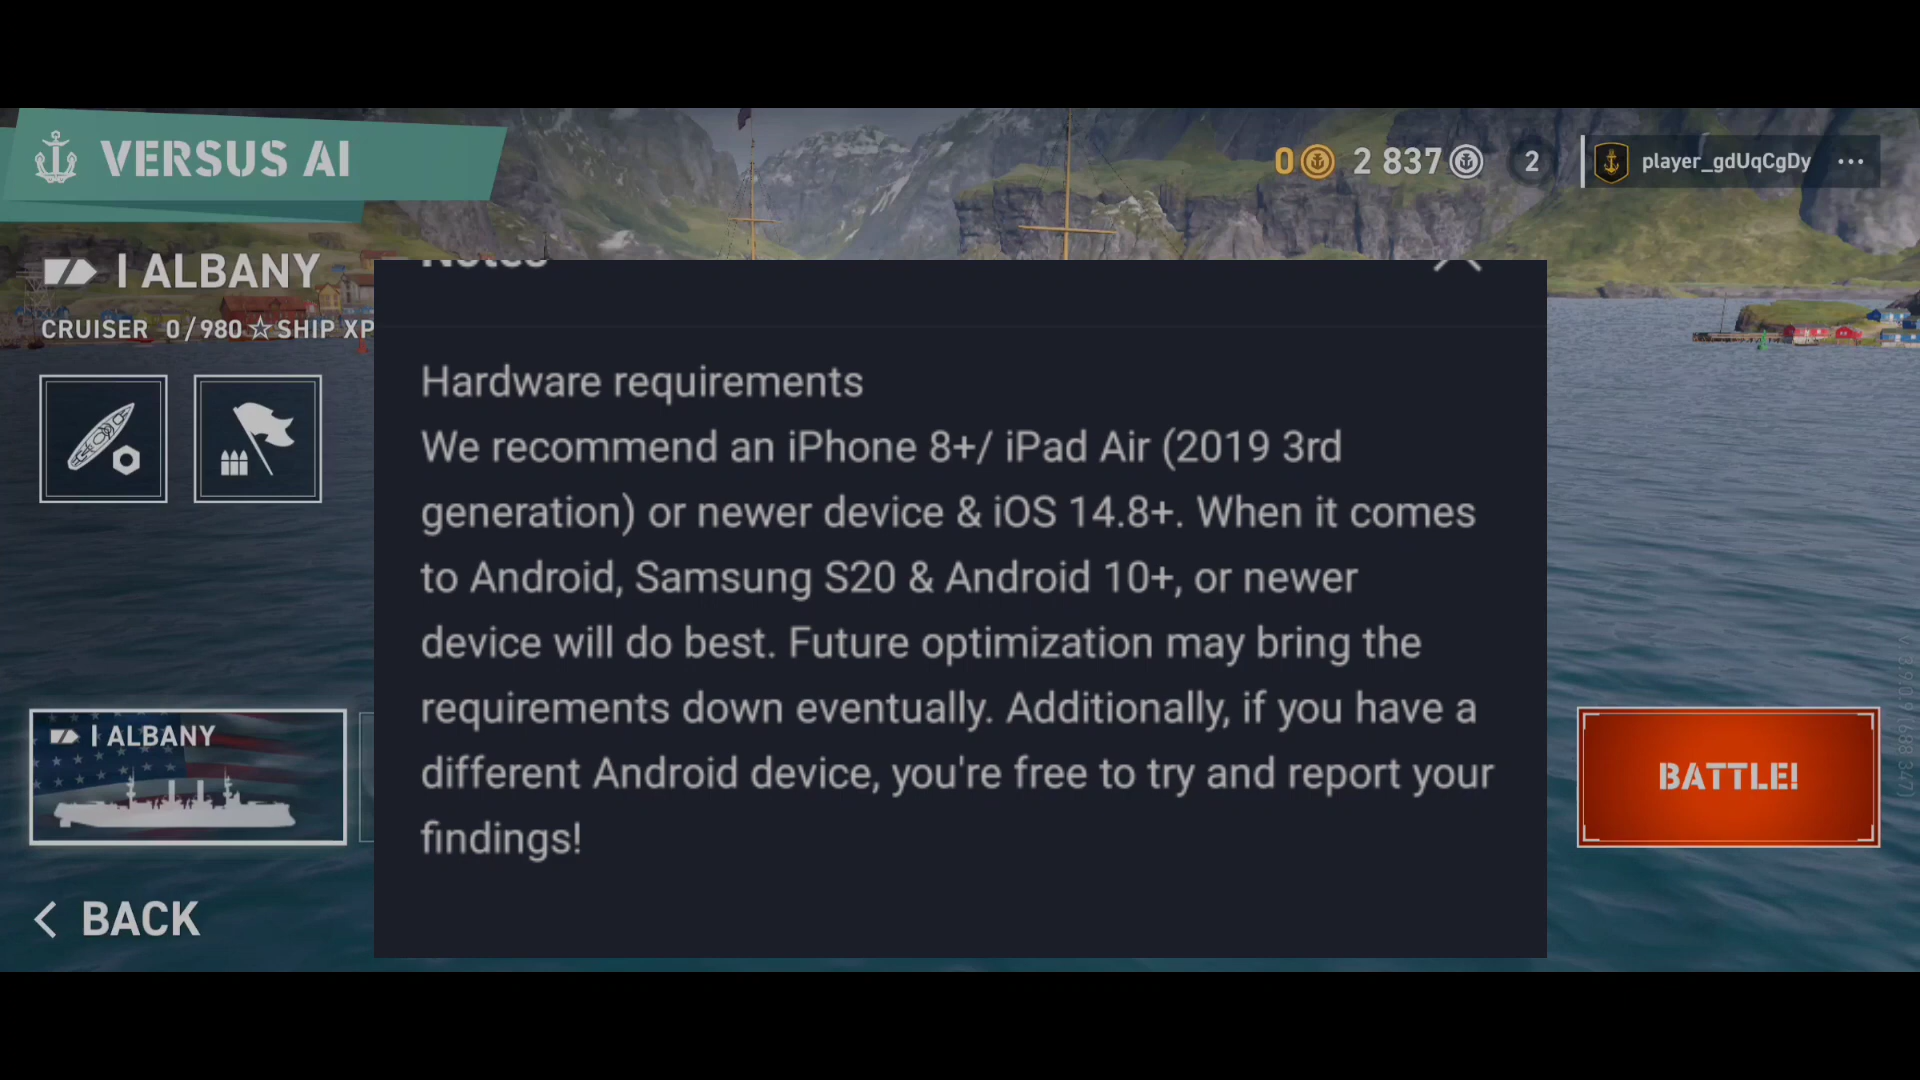 VERSUS AI
0 2 837 2 player_gdUqCgDy ...
I ALBANY
CRUISER 0/980 SHIP XP
Notes
Hardware requirements
We recommend an iPhone 8+/ iPad Air (2019 3rd
generation) or newer device & iOS 14.8+. When it comes
to Android, Samsung S20 & Android 10+, or newer
device will do best. Future optimization may bring the
requirements down eventually. Additionally, if you have a
different Android device, you're free to try and report your
findings!
I ALBANY
BATTLE!
BACK